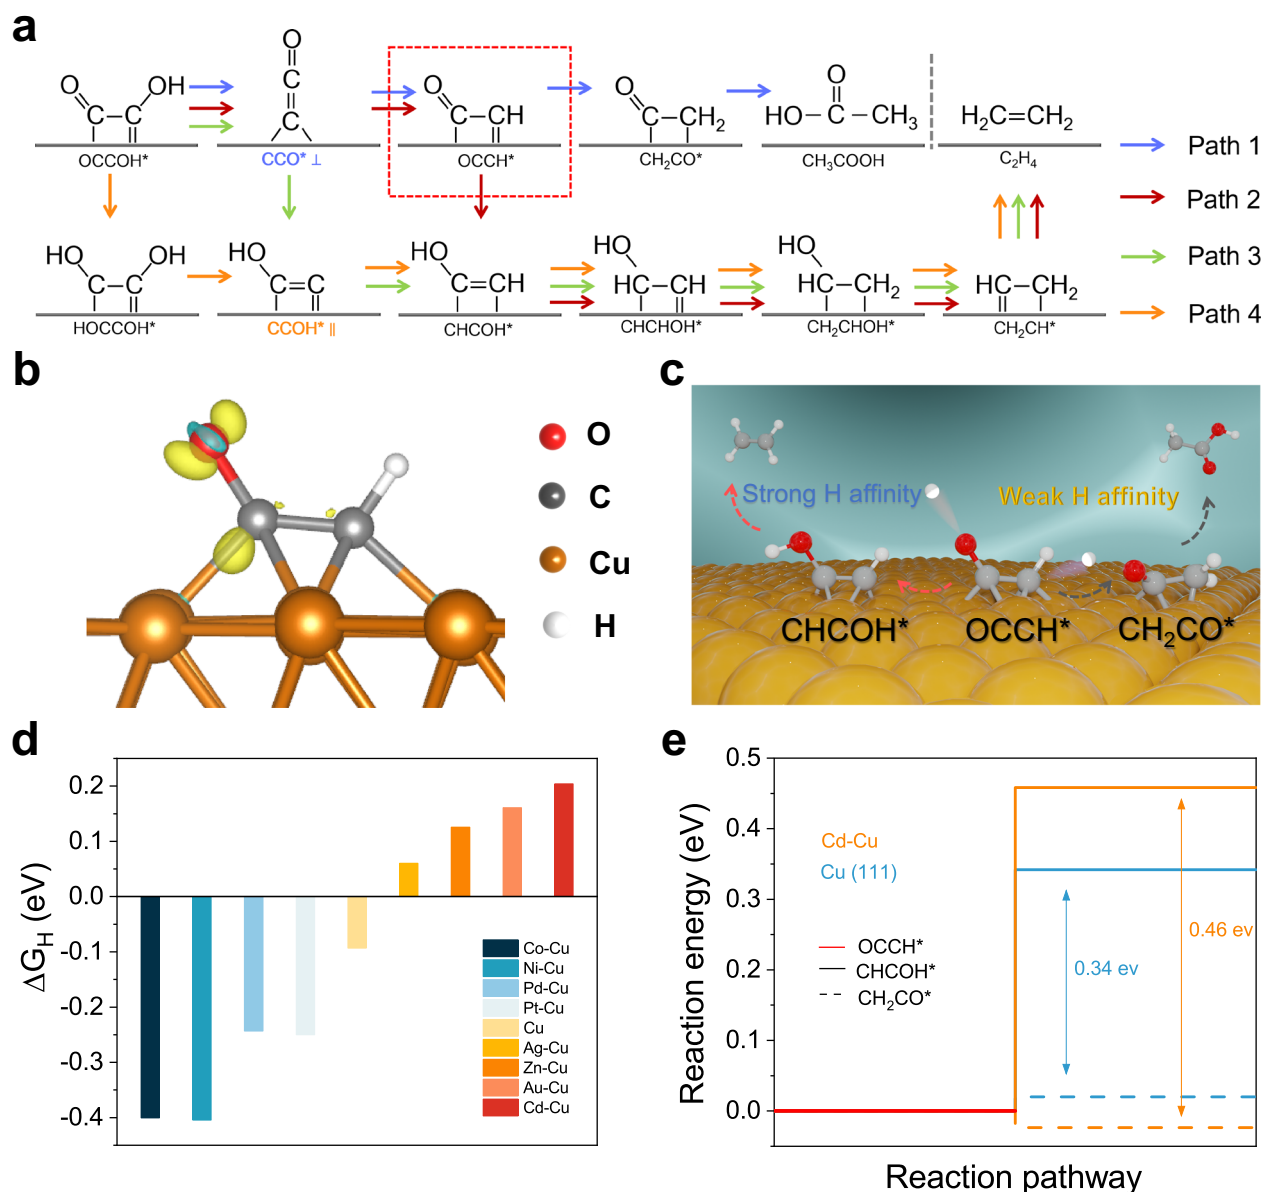 a
O
OH
C–C
OCCOH*
O
C
C
CCO* ⊥
O
C–CH
OCCH*
O
C–CH₂
CH₂CO*
O
HO–C–CH₃
CH₃COOH
H₂C=CH₂
C₂H₄
Path 1
Path 2
Path 3
Path 4
HO
OH
C–C
HOCCOH*
HO
C=C
CCOH* ∥
HO
C=CH
CHCOH*
HO
HC–CH
CHCHOH*
HO
HC–CH₂
CH₂CHOH*
HC–CH₂
CH₂CH*
b
O
C
Cu
H
c
Strong H affinity
Weak H affinity
CHCOH*
OCCH*
CH₂CO*
d
ΔG_H (eV)
0.2
0.1
0.0
-0.1
-0.2
-0.3
-0.4
Co-Cu
Ni-Cu
Pd-Cu
Pt-Cu
Cu
Ag-Cu
Zn-Cu
Au-Cu
Cd-Cu
e
Reaction energy (eV)
0.5
0.4
0.3
0.2
0.1
0.0
Cd-Cu
Cu (111)
OCCH*
CHCOH*
CH₂CO*
0.34 ev
0.46 ev
Reaction pathway